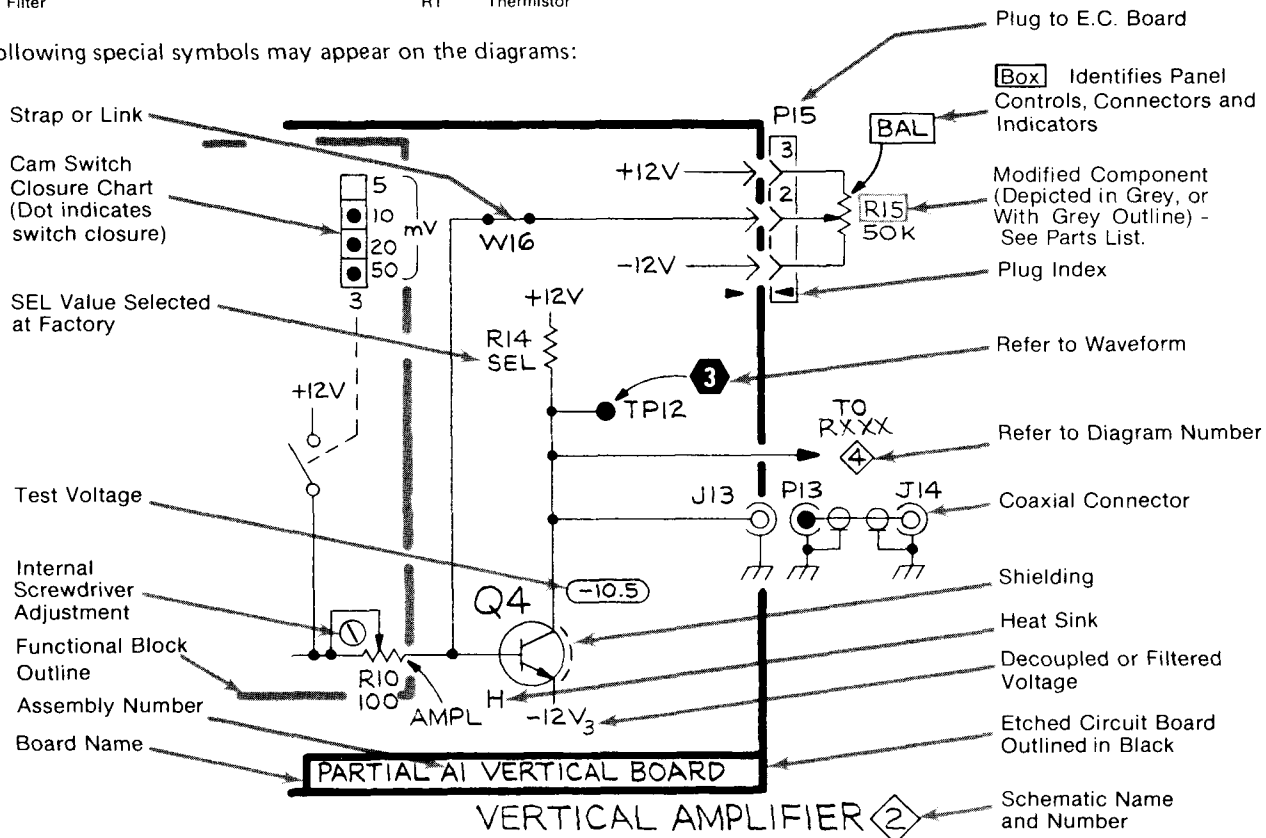 Filter
RT Thermistor
ollowing special symbols may appear on the diagrams:
Strap or Link
Cam Switch
Closure Chart
(Dot indicates
switch closure)
SEL Value Selected
at Factory
Test Voltage
Internal
Screwdriver
Adjustment
Functional Block
Outline
Assembly Number
Board Name
5
10
20
50
mV
3
+12V
W16
+12V
R14
SEL
+12V
-12V
P15
3
2
BAL
R15
50K
3
TP12
TO
RXXX
4
J13
P13
J14
-10.5
Q4
R10
100
AMPL
H
-12V3
PARTIAL A1 VERTICAL BOARD
VERTICAL AMPLIFIER 2
Plug to E.C. Board
Box Identifies Panel
Controls, Connectors and
Indicators
Modified Component
(Depicted in Grey, or
With Grey Outline) -
See Parts List.
Plug Index
Refer to Waveform
Refer to Diagram Number
Coaxial Connector
Shielding
Heat Sink
Decoupled or Filtered
Voltage
Etched Circuit Board
Outlined in Black
Schematic Name
and Number